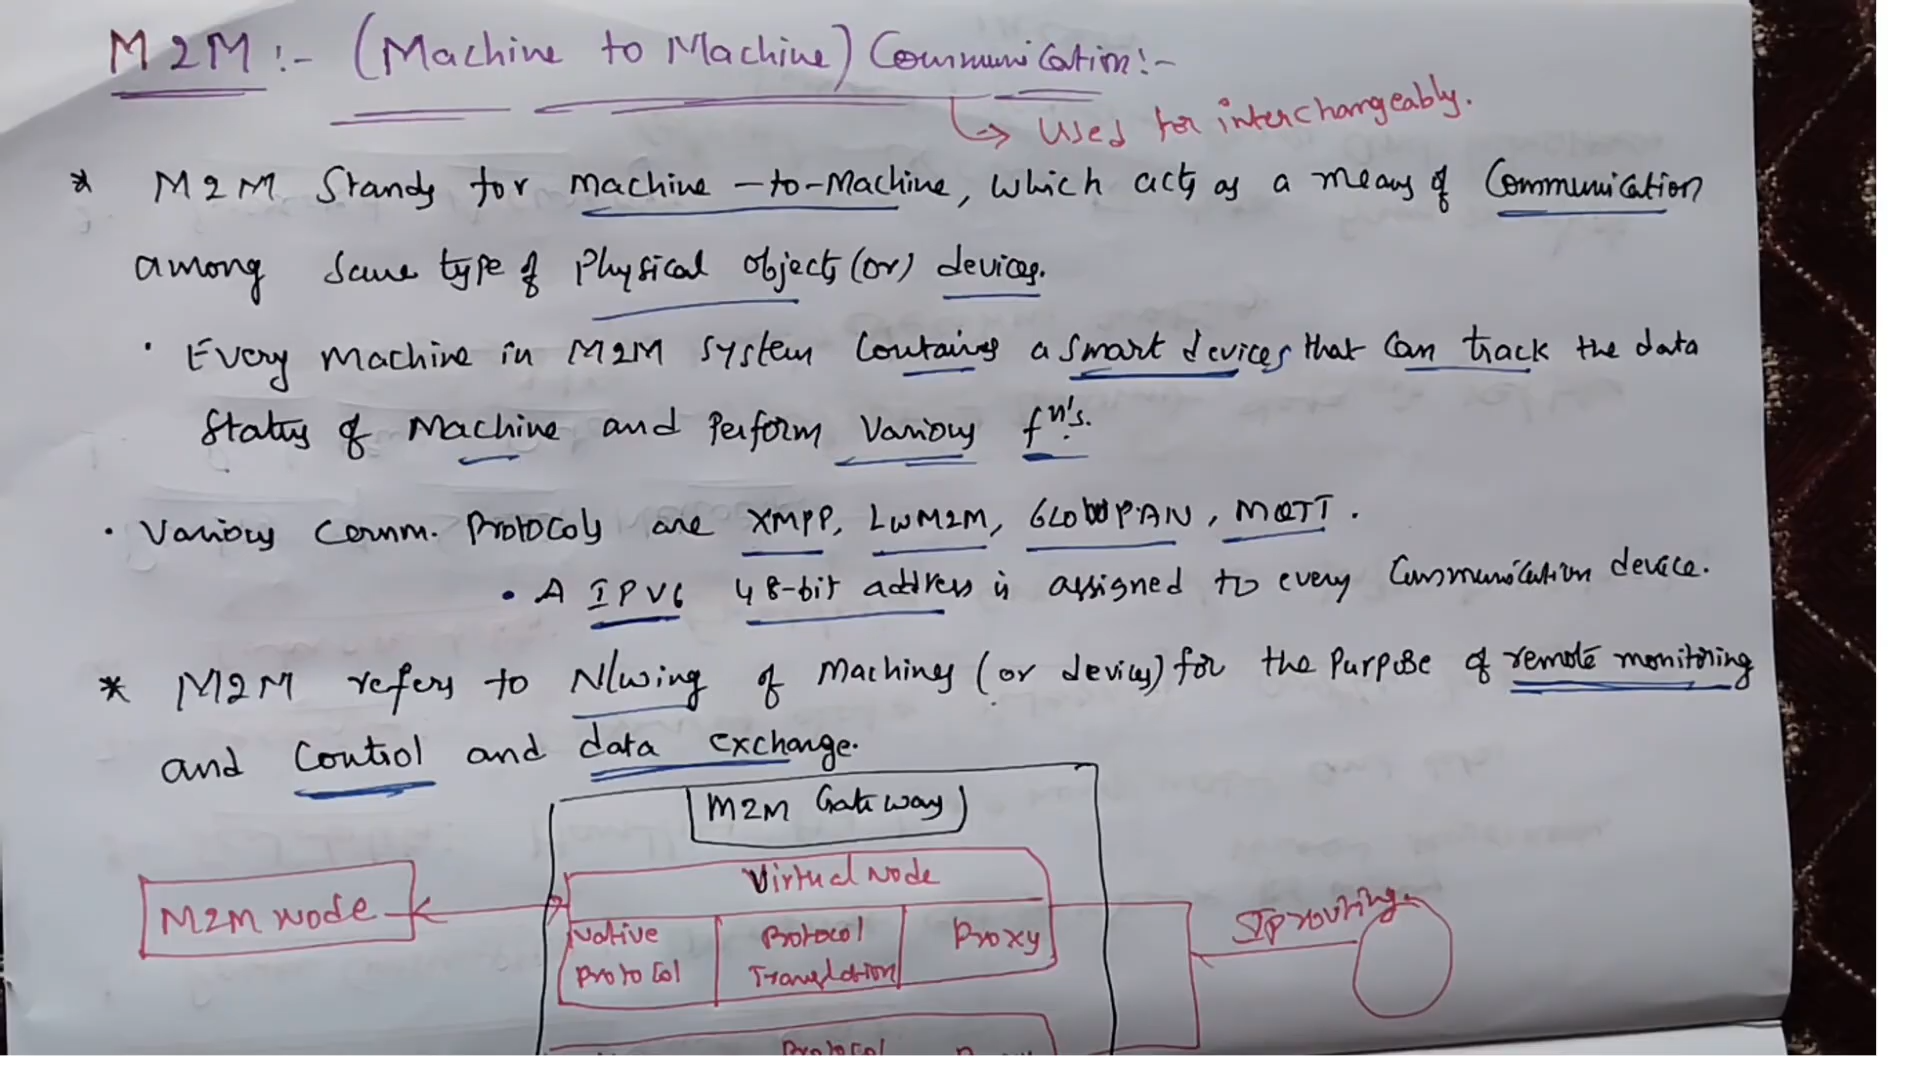 M2M :- (Machine to Machine) Communication:-
↳ Used for interchangeably.
* M2M Stands for Machine-to-Machine, which acts as a means of Communication
among same type of Physical objects (or) devices.
· Every Machine in M2M system Contains a smart devices that can track the data
status of Machine and Perform Various fⁿ's.
· Various Comm. Protocols are XMPP, LWM2M, 6LOWPAN, MQTT.
• A IPV6 48-bit address is assigned to every Communication device.
* M2M refers to N/wing of Machines (or devices) for the Purpose of remote monitoring
and Control and data exchange.
M2M Gateway
Virtual Node
M2M Node
Native Protocol
Protocol Translation
Proxy
IP routing
Protocol